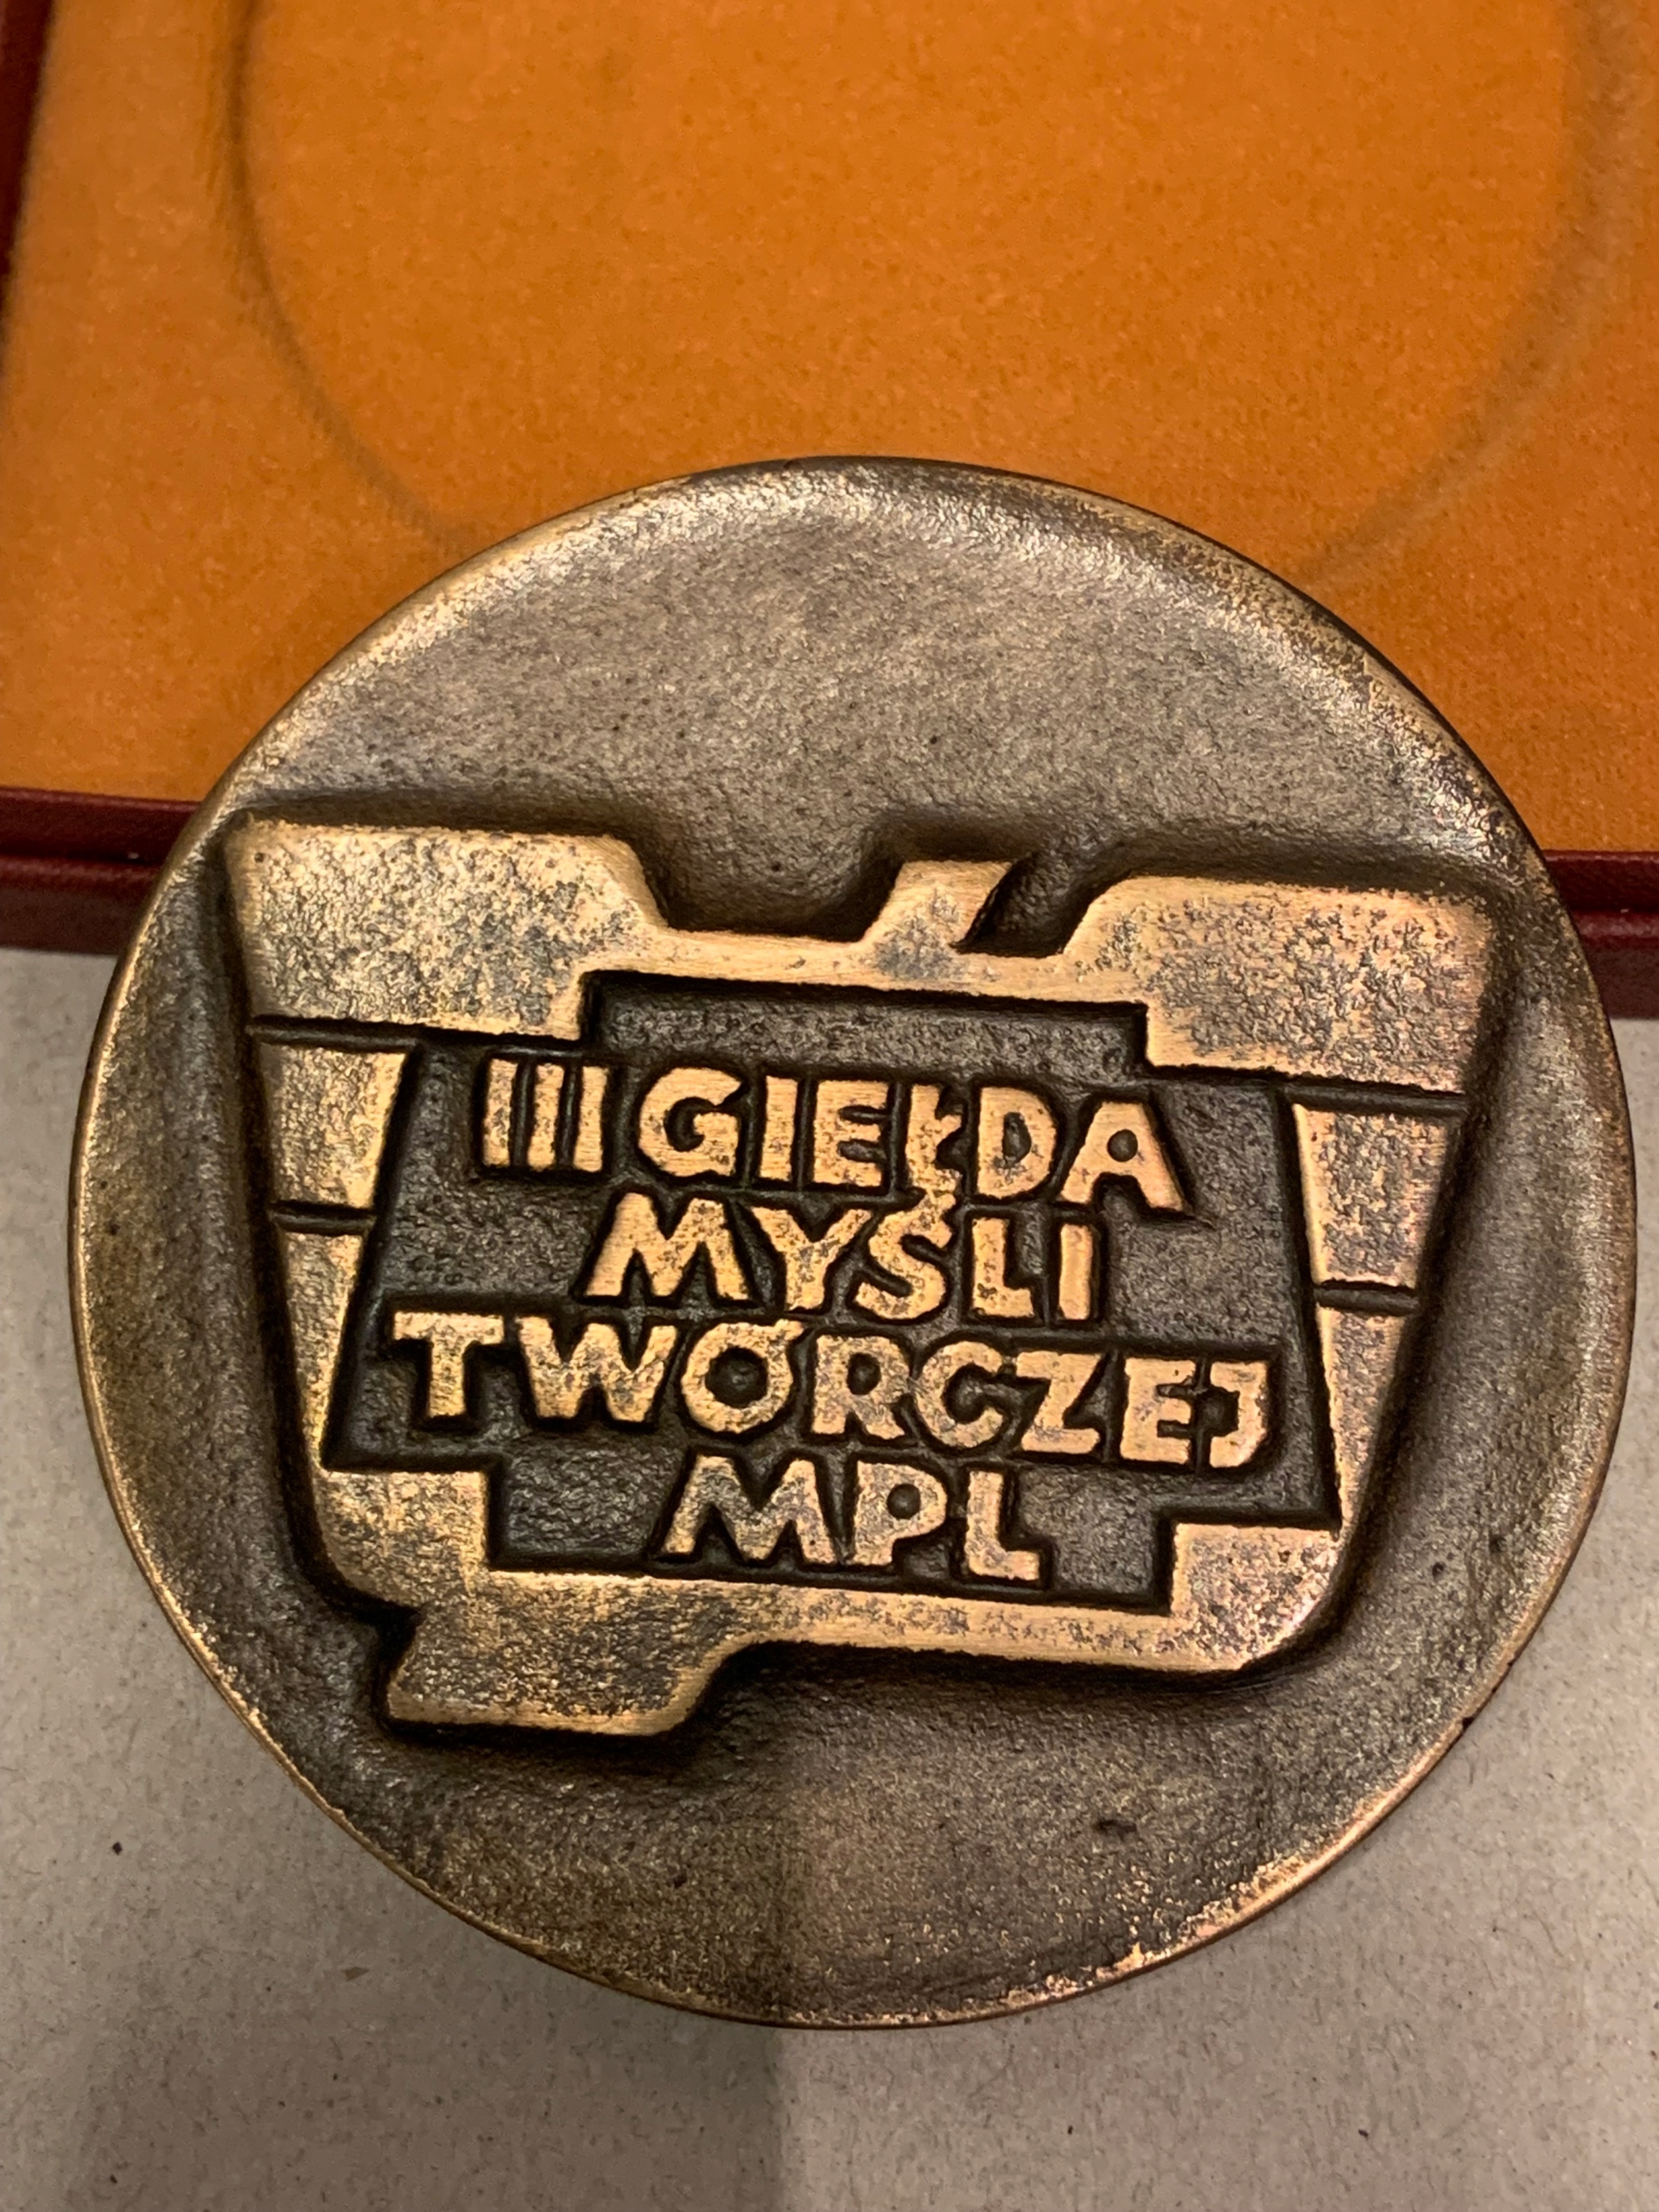 III GIEŁDA
MYŚLI
TWÓRCZEJ
MPL